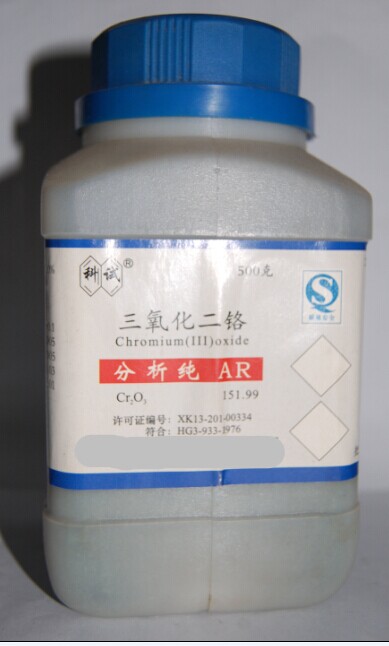 科试®
500克
三氧化二铬
Chromium(III)oxide
分析纯 AR
Cr₂O₃ 151.99
许可证编号: XK13-201-00334
符合: HG3-933-1976